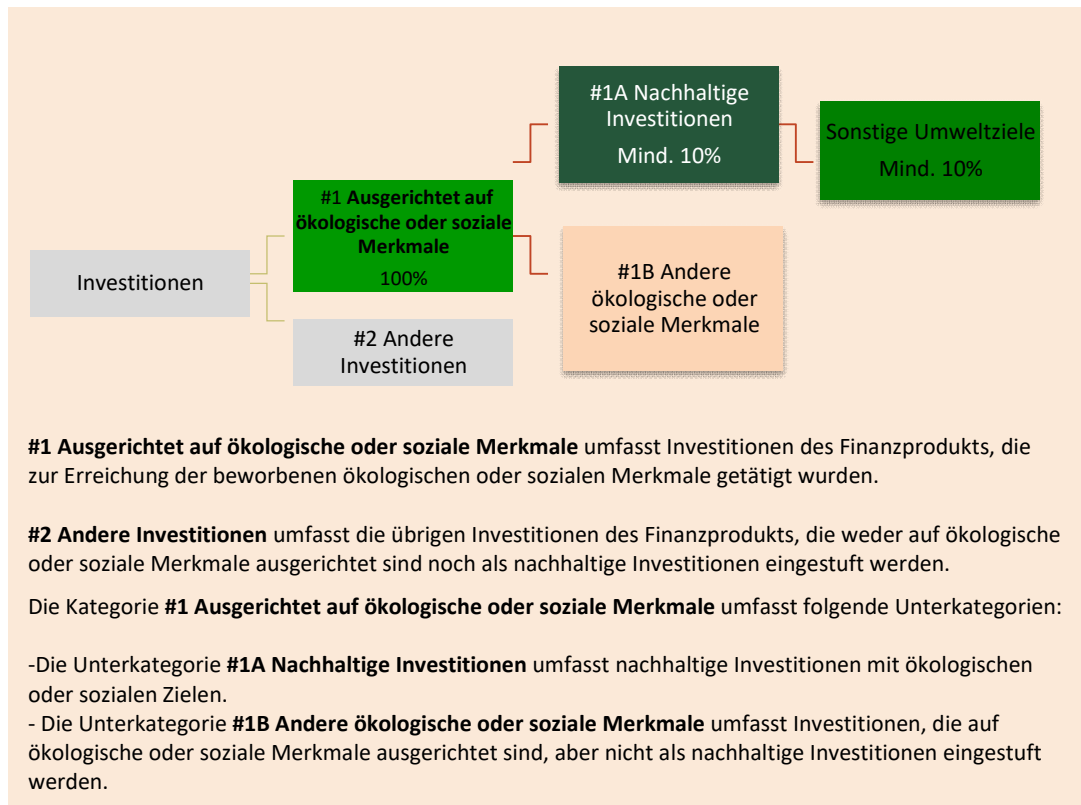 #1A Nachhaltige
Investitionen
Mind. 10%
Sonstige Umweltziele
Mind. 10%
#1 Ausgerichtet auf
ökologische oder soziale
Merkmale
100%
Investitionen
#1B Andere
ökologische oder
soziale Merkmale
#2 Andere
Investitionen
#1 Ausgerichtet auf ökologische oder soziale Merkmale umfasst Investitionen des Finanzprodukts, die
zur Erreichung der beworbenen ökologischen oder sozialen Merkmale getätigt wurden.
#2 Andere Investitionen umfasst die übrigen Investitionen des Finanzprodukts, die weder auf ökologische
oder soziale Merkmale ausgerichtet sind noch als nachhaltige Investitionen eingestuft werden.
Die Kategorie #1 Ausgerichtet auf ökologische oder soziale Merkmale umfasst folgende Unterkategorien:
-Die Unterkategorie #1A Nachhaltige Investitionen umfasst nachhaltige Investitionen mit ökologischen
oder sozialen Zielen.
- Die Unterkategorie #1B Andere ökologische oder soziale Merkmale umfasst Investitionen, die auf
ökologische oder soziale Merkmale ausgerichtet sind, aber nicht als nachhaltige Investitionen eingestuft
werden.